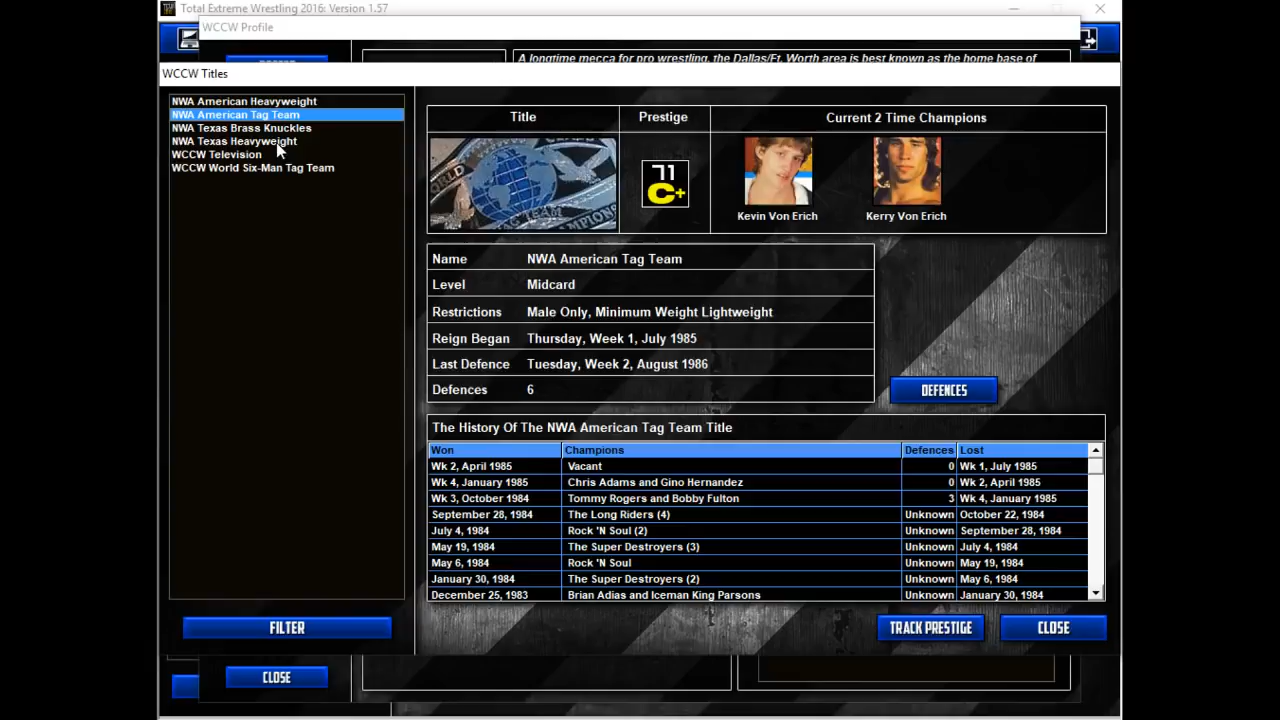 Total Extreme Wrestling 2016: Version 1.57
WCCW Profile
A longtime mecca for pro wrestling, the Dallas/Ft. Worth area is best known as the home base of
WCCW Titles
NWA American Heavyweight
NWA American Tag Team
NWA Texas Brass Knuckles
NWA Texas Heavyweight
WCCW Television
WCCW World Six-Man Tag Team
Title
Prestige
Current 2 Time Champions
71
C+
Kevin Von Erich
Kerry Von Erich
Name NWA American Tag Team
Level Midcard
Restrictions Male Only, Minimum Weight Lightweight
Reign Began Thursday, Week 1, July 1985
Last Defence Tuesday, Week 2, August 1986
Defences 6
DEFENCES
The History Of The NWA American Tag Team Title
Won Champions Defences Lost
Wk 2, April 1985 Vacant 0 Wk 1, July 1985
Wk 4, January 1985 Chris Adams and Gino Hernandez 0 Wk 2, April 1985
Wk 3, October 1984 Tommy Rogers and Bobby Fulton 3 Wk 4, January 1985
September 28, 1984 The Long Riders (4) Unknown October 22, 1984
July 4, 1984 Rock 'N Soul (2) Unknown September 28, 1984
May 19, 1984 The Super Destroyers (3) Unknown July 4, 1984
May 6, 1984 Rock 'N Soul Unknown May 19, 1984
January 30, 1984 The Super Destroyers (2) Unknown May 6, 1984
December 25, 1983 Brian Adias and Iceman King Parsons Unknown January 30, 1984
FILTER
TRACK PRESTIGE
CLOSE
CLOSE